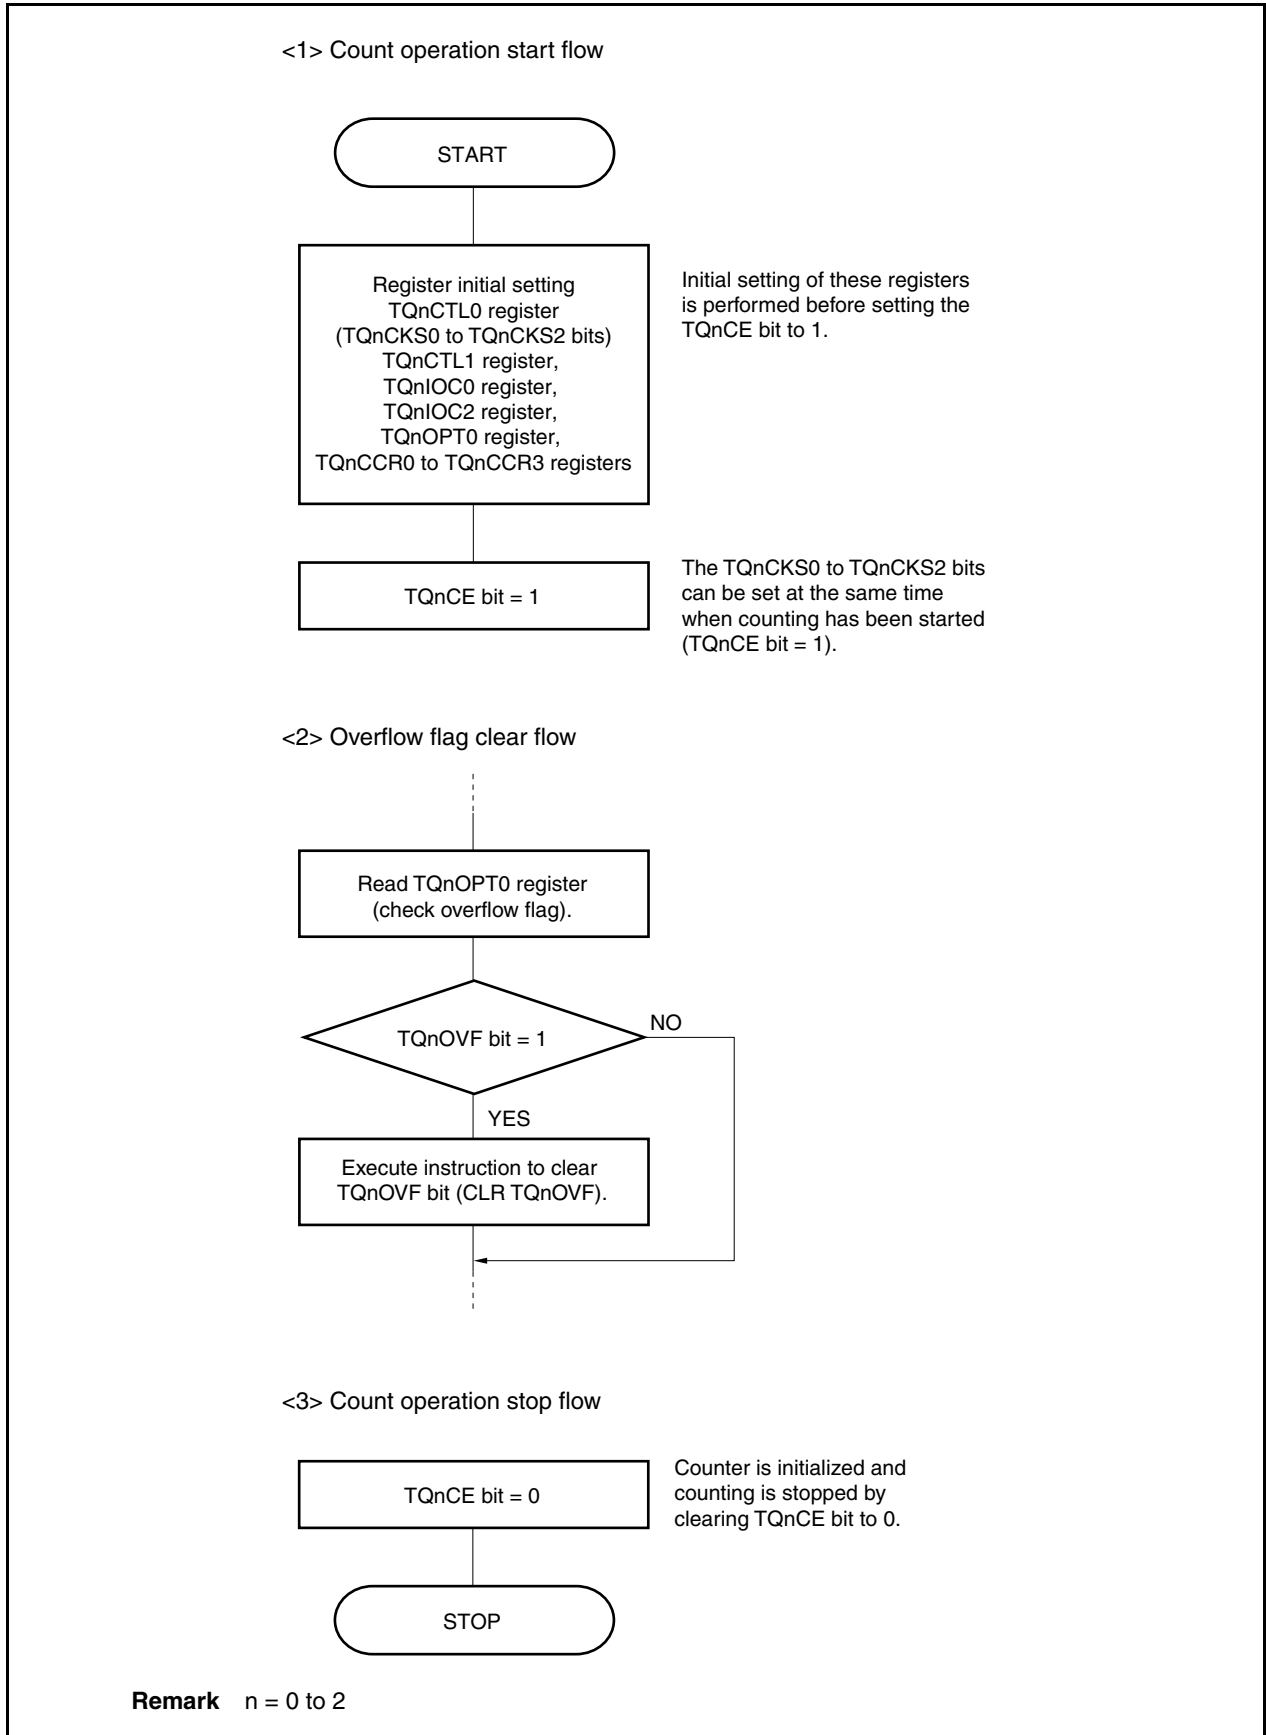 <1> Count operation start flow
START
Register initial setting
TQnCTL0 register
(TQnCKS0 to TQnCKS2 bits)
TQnCTL1 register,
TQnIOC0 register,
TQnIOC2 register,
TQnOPT0 register,
TQnCCR0 to TQnCCR3 registers
Initial setting of these registers
is performed before setting the
TQnCE bit to 1.
TQnCE bit = 1
The TQnCKS0 to TQnCKS2 bits
can be set at the same time
when counting has been started
(TQnCE bit = 1).
<2> Overflow flag clear flow
Read TQnOPT0 register
(check overflow flag).
TQnOVF bit = 1
NO
YES
Execute instruction to clear
TQnOVF bit (CLR TQnOVF).
<3> Count operation stop flow
TQnCE bit = 0
Counter is initialized and
counting is stopped by
clearing TQnCE bit to 0.
STOP
Remark n = 0 to 2